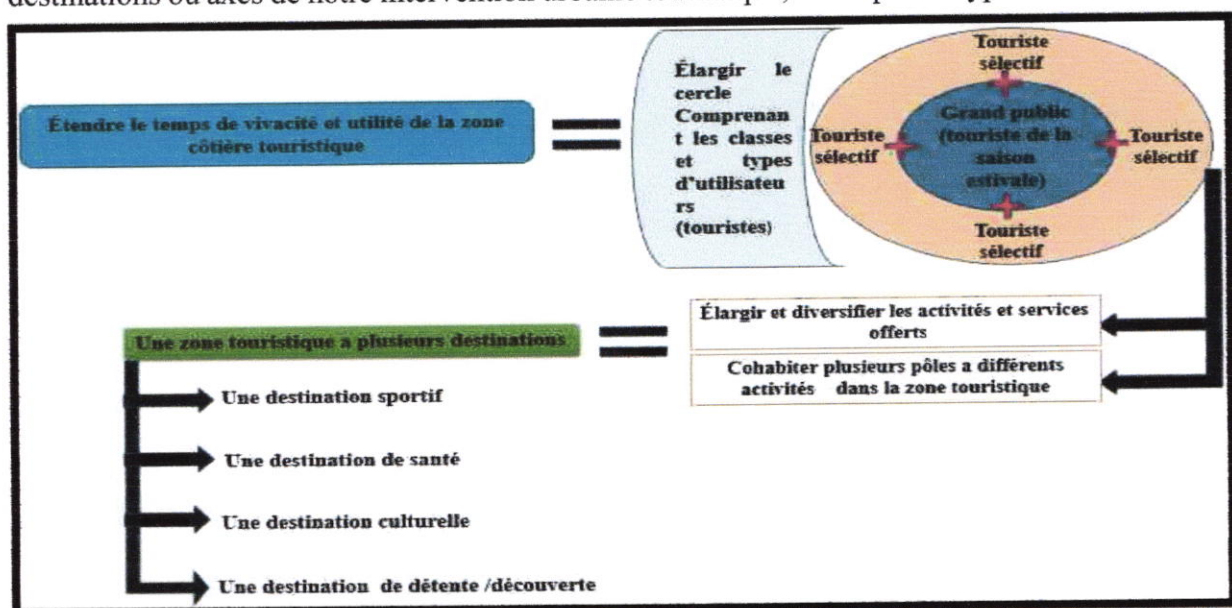 Étendre le temps de vivacité et utilité de la zone
côtière touristique
Élargir le
cercle
Comprenan
t les classes
et types
d'utilisateu
rs
(touristes)
Touriste
sélectif
Grand public
(touriste de la
saison
estivale)
Touriste
sélectif
Touriste
sélectif
Touriste
sélectif
Élargir et diversifier les activités et services
offerts
Cohabiter plusieurs pôles a différents
activités dans la zone touristique
Une zone touristique a plusieurs destinations
Une destination sportif
Une destination de santé
Une destination culturelle
Une destination de détente /découverte